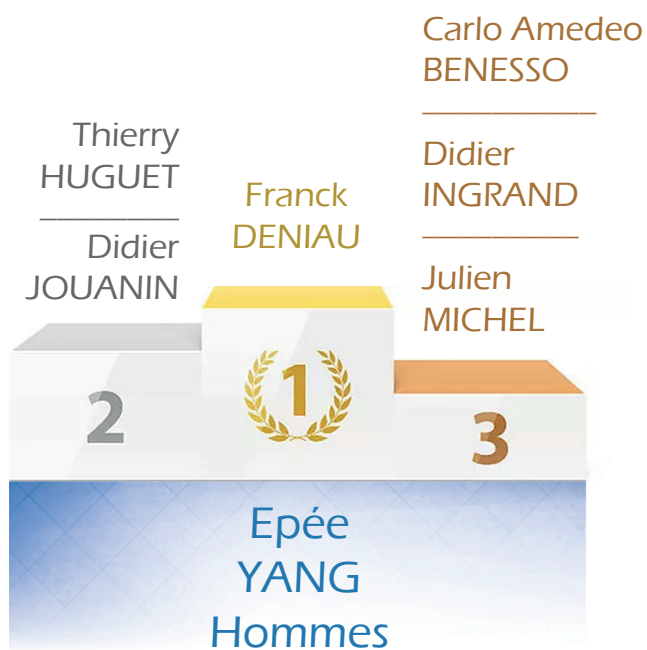 Thierry
HUGUET
Didier
JOUANIN
Franck
DENIAU
Carlo Amedeo
BENESSO
Didier
INGRAND
Julien
MICHEL
2
1
3
Epée
YANG
Hommes